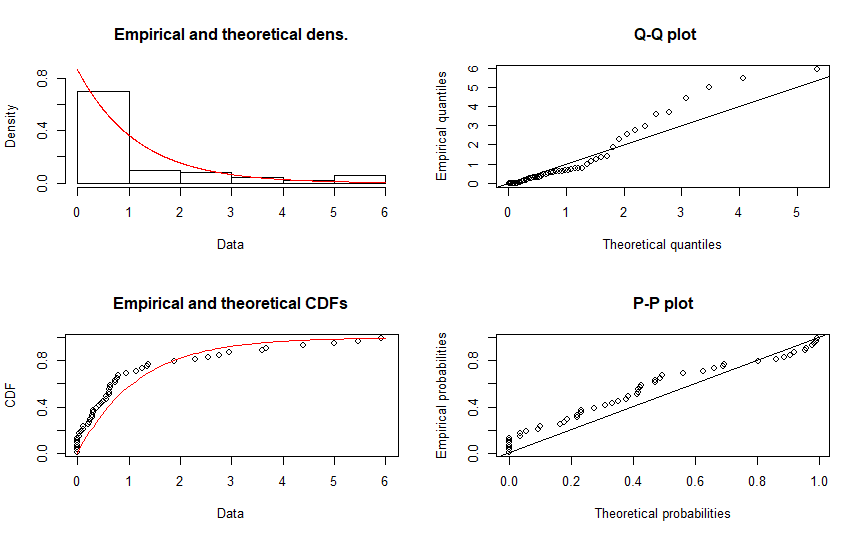 Empirical and theoretical dens.
Density
0.0 0.4 0.8
0 1 2 3 4 5 6
Data
Q-Q plot
Empirical quantiles
0 1 2 3 4 5 6
0 1 2 3 4 5
Theoretical quantiles
Empirical and theoretical CDFs
CDF
0.0 0.4 0.8
0 1 2 3 4 5 6
Data
P-P plot
Empirical probabilities
0.0 0.4 0.8
0.0 0.2 0.4 0.6 0.8 1.0
Theoretical probabilities